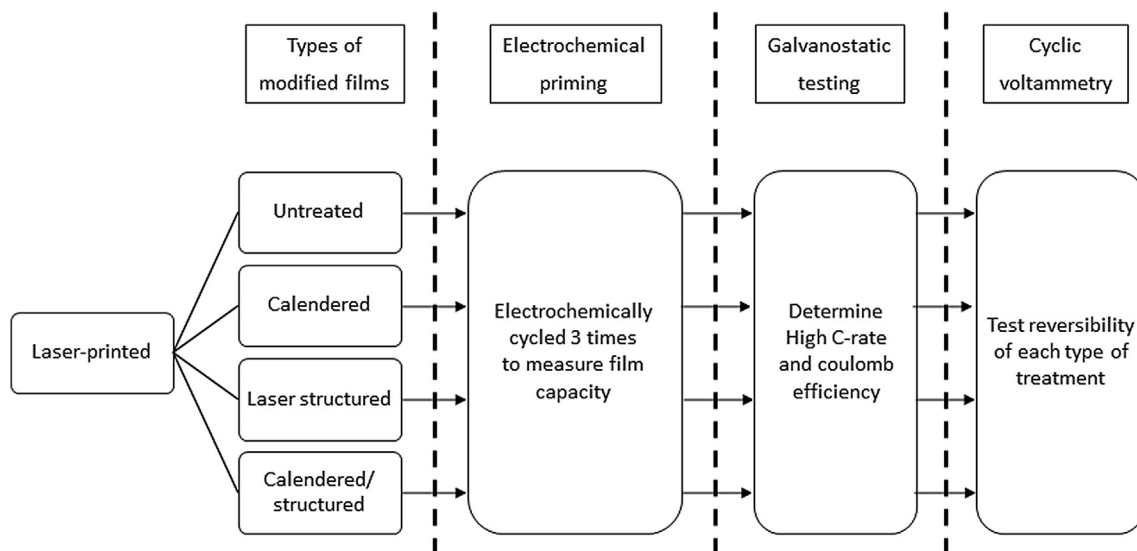 Types of
modified films
Electrochemical
priming
Galvanostatic
testing
Cyclic
voltammetry
Laser-printed
Untreated
Calendered
Laser structured
Calendered/
structured
Electrochemically
cycled 3 times
to measure film
capacity
Determine
High C-rate
and coulomb
efficiency
Test reversibility
of each type of
treatment